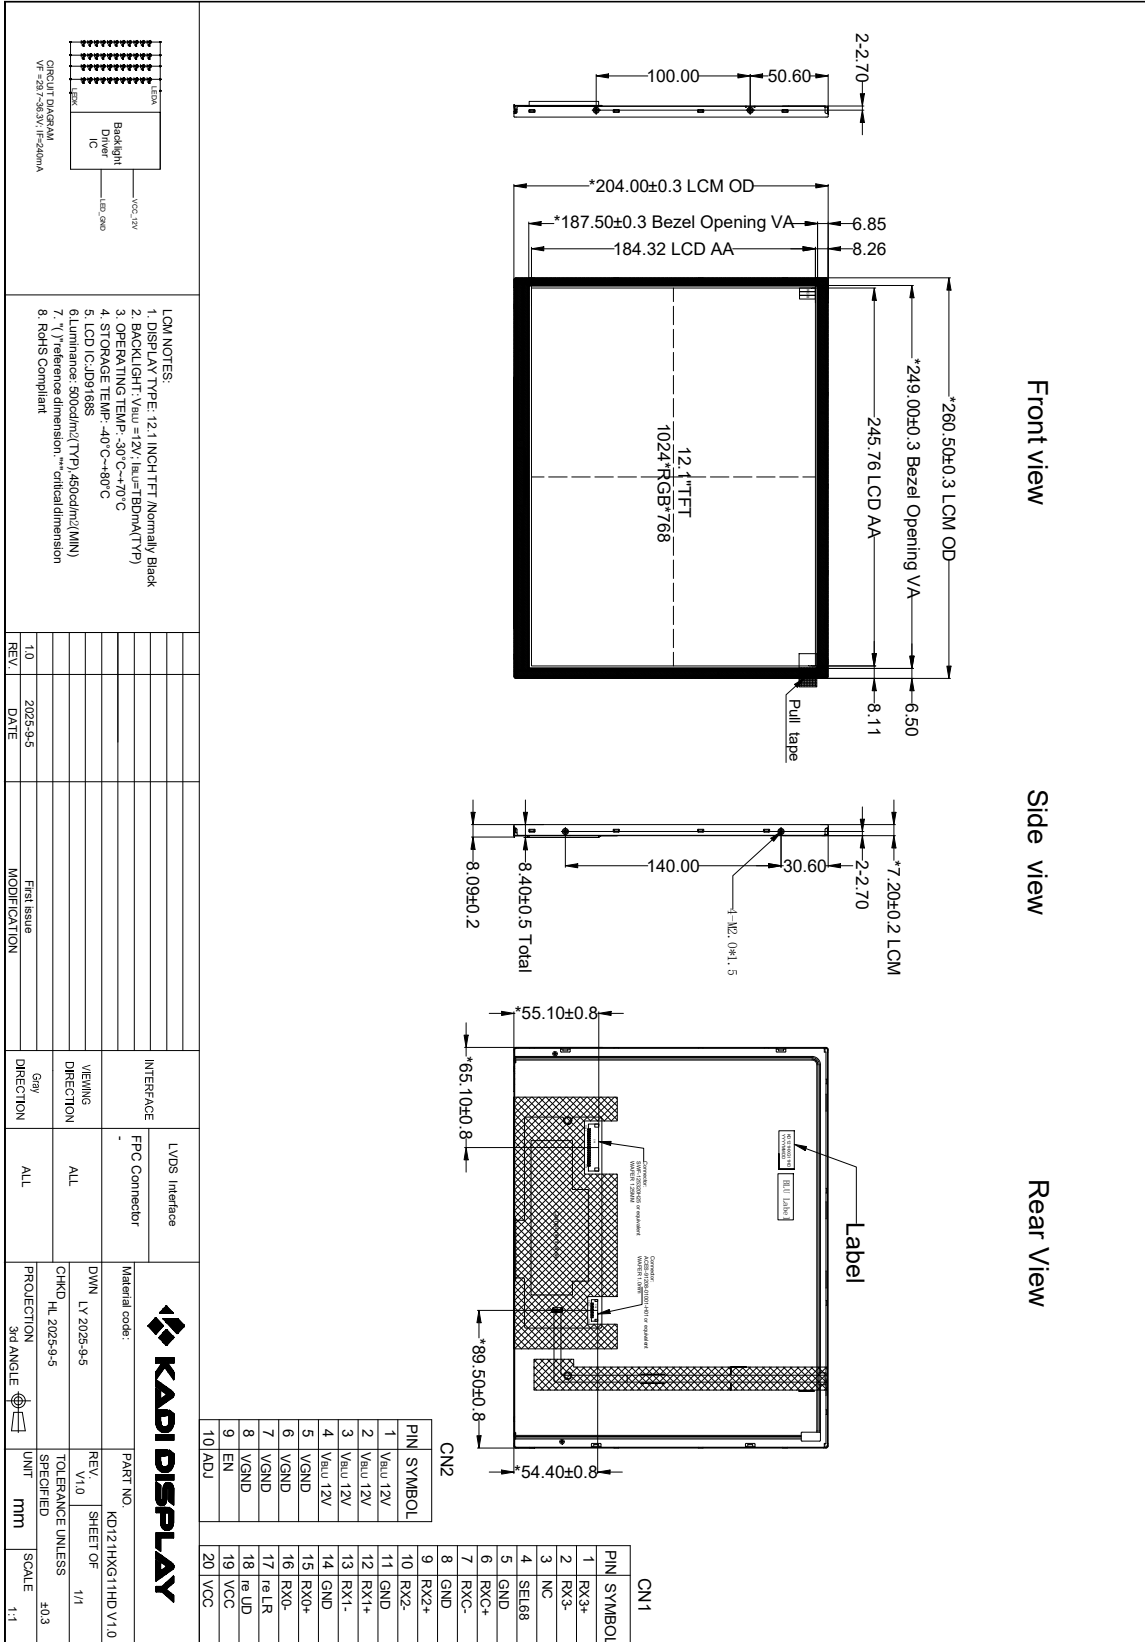 Front view
Side view
Rear View
2-2.70
100.00
50.60
*204.00±0.3 LCM OD
*187.50±0.3 Bezel Opening VA
6.85
184.32 LCD AA
8.26
*260.50±0.3 LCM OD
*249.00±0.3 Bezel Opening VA
6.50
245.76 LCD AA
8.11
12.1"TFT
1024*RGB*768
Pull tape
*7.20±0.2 LCM
2-2.70
30.60
140.00
4-M2.0*1.5
8.40±0.5 Total
8.09±0.2
*55.10±0.8
*65.10±0.8
*89.50±0.8
*54.40±0.8
Label
BLU Label
Connector:
WAFER 1.25MM
Connector:
WAFER 1.0mm
CN2
PIN SYMBOL
1 VBLU 12V
2 VBLU 12V
3 VBLU 12V
4 VBLU 12V
5 VGND
6 VGND
7 VGND
8 VGND
9 EN
10 ADJ
CN1
PIN SYMBOL
1 RX3+
2 RX3-
3 NC
4 SEL68
5 GND
6 RXC+
7 RXC-
8 GND
9 RX2+
10 RX2-
11 GND
12 RX1+
13 RX1-
14 GND
15 RX0+
16 RX0-
17 re LR
18 re UD
19 VCC
20 VCC
LEDA
LEDK
Backlight
Driver
IC
VCC_12V
LED_GND
CIRCUIT DIAGRAM
VF =29.7~36.3V; IF=240mA
LCM NOTES:
1. DISPLAY TYPE: 12.1 INCH TFT /Normally Black
2. BACKLIGHT: VBLU =12V; IBLU=TBDmA(TYP)
3. OPERATING TEMP: -30°C~+70°C
4. STORAGE TEMP: -40°C~+80°C
5. LCD IC:JD9168S
6.Luminance: 500cd/m2(TYP),450cd/m2(MIN)
7. "( )"reference dimension. "*"critical dimension
8. RoHS Compliant
1.0 2025-9-5 First issue
REV. DATE MODIFICATION
INTERFACE
LVDS Interface
FPC Connector
-
VIEWING
DIRECTION
ALL
Gray
DIRECTION
ALL
KADI DISPLAY
Material code:
PART NO.
KD121HXG11HD V1.0
DWN LY 2025-9-5
REV. V1.0
SHEET OF 1/1
CHKD HL 2025-9-5
TOLERANCE UNLESS
SPECIFIED ±0.3
PROJECTION
3rd ANGLE
UNIT mm
SCALE 1:1